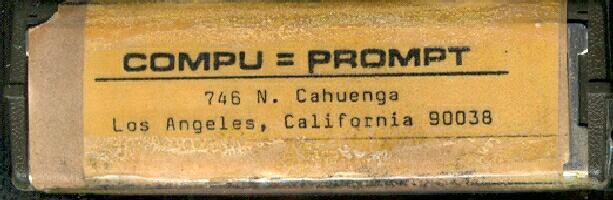 COMPU = PROMPT
746 N. Cahuenga
Los Angeles, California 90038